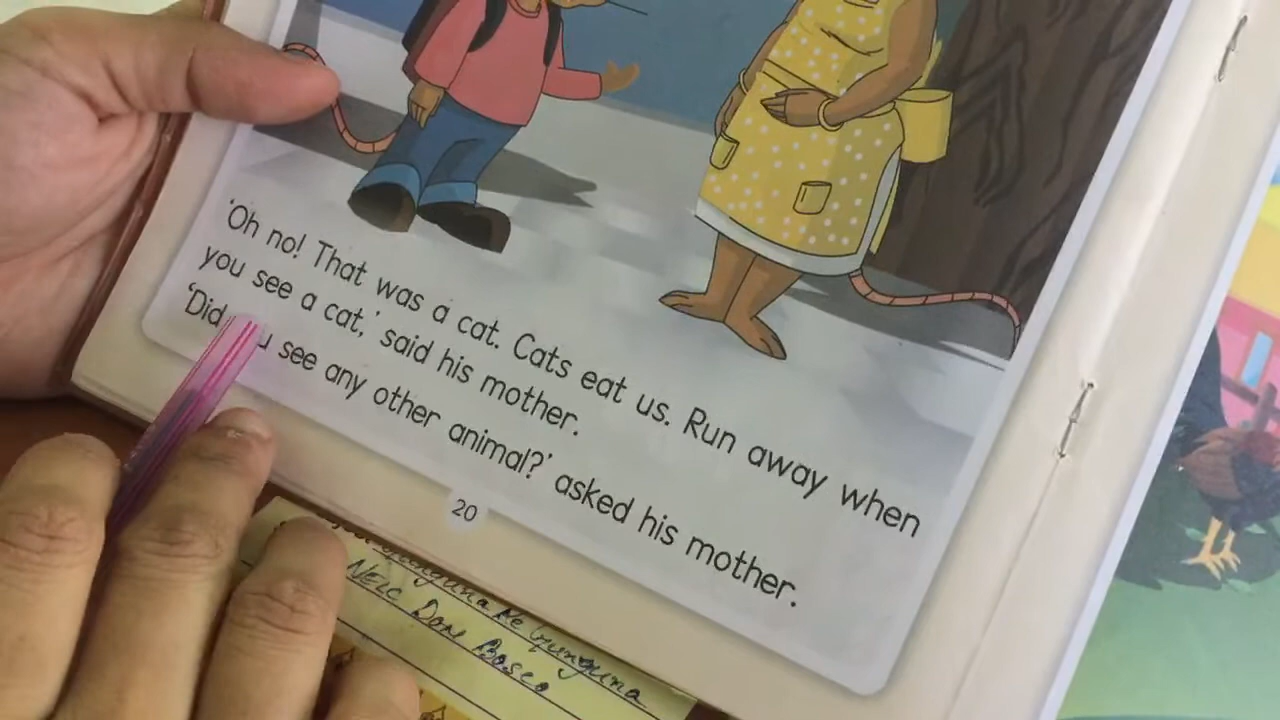 ‘Oh no! That was a cat. Cats eat us. Run away when
you see a cat,’ said his mother.
‘Did see any other animal?’ asked his mother.
20
NELC Don Bosco